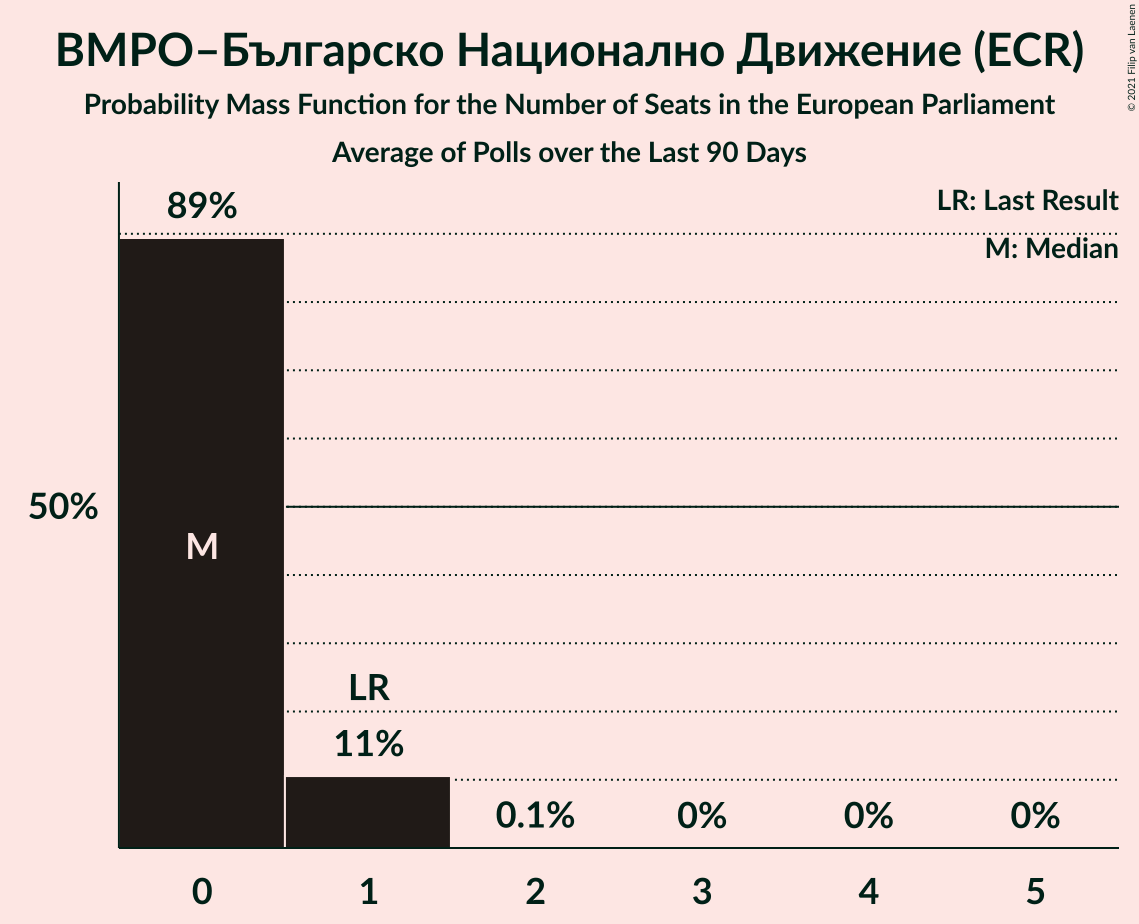 ВМРО–Българско Национално Движение (ECR)
Probability Mass Function for the Number of Seats in the European Parliament
Average of Polls over the Last 90 Days
© 2021 Filip van Laenen
LR: Last Result
M: Median
89%
50%
M
LR
11%
0.1%
0%
0%
0%
0
1
2
3
4
5